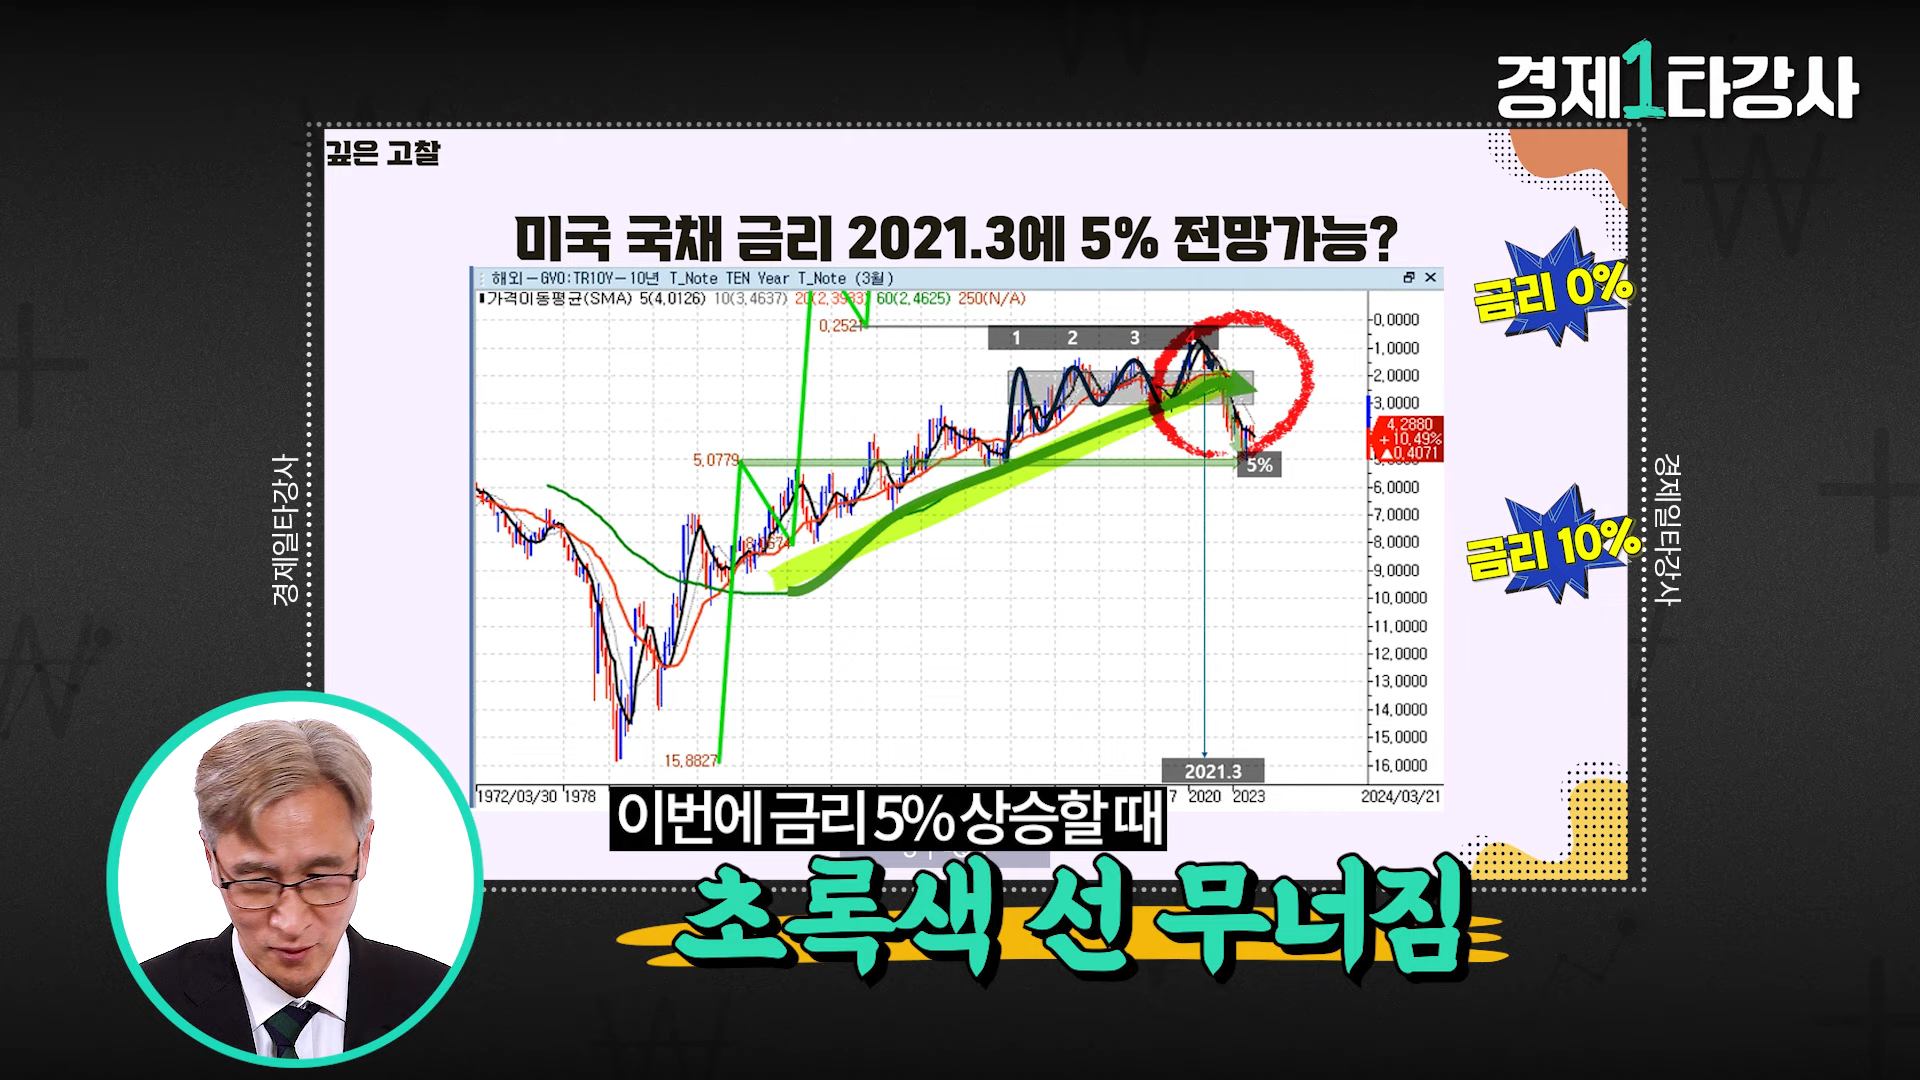 경제1타강사
깊은 고찰
미국 국채 금리 2021.3에 5% 전망가능?
해외-GVO:TR10Y-10년 T_Note TEN Year T_Note (3월)
가격이동평균(SMA) 5(4,0126) 10(3,4637) 20(2,3933) 60(2,4625) 250(N/A)
0,2521
1 2 3
-0,0000
1,0000
2,0000
3,0000
4,2880
+10,49%
▲0,4071
5,0779
5%
6,0000
7,0000
8,0000
9,0000
10,0000
11,0000
12,0000
13,0000
14,0000
15,0000
16,0000
15,8827
2021.3
1972/03/30 1978
7 2020 2023
2024/03/21
금리 0%
금리 10%
경제일타강사
경제일타강사
이번에 금리 5% 상승할 때
초록색 선 무너짐